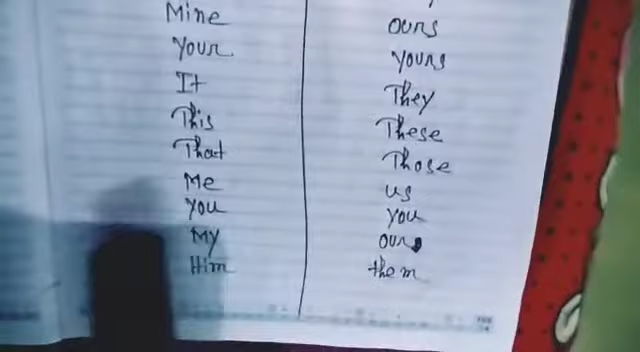 Mine ours
Your yours
It They
This These
That Those
Me us
You you
My our
Him them